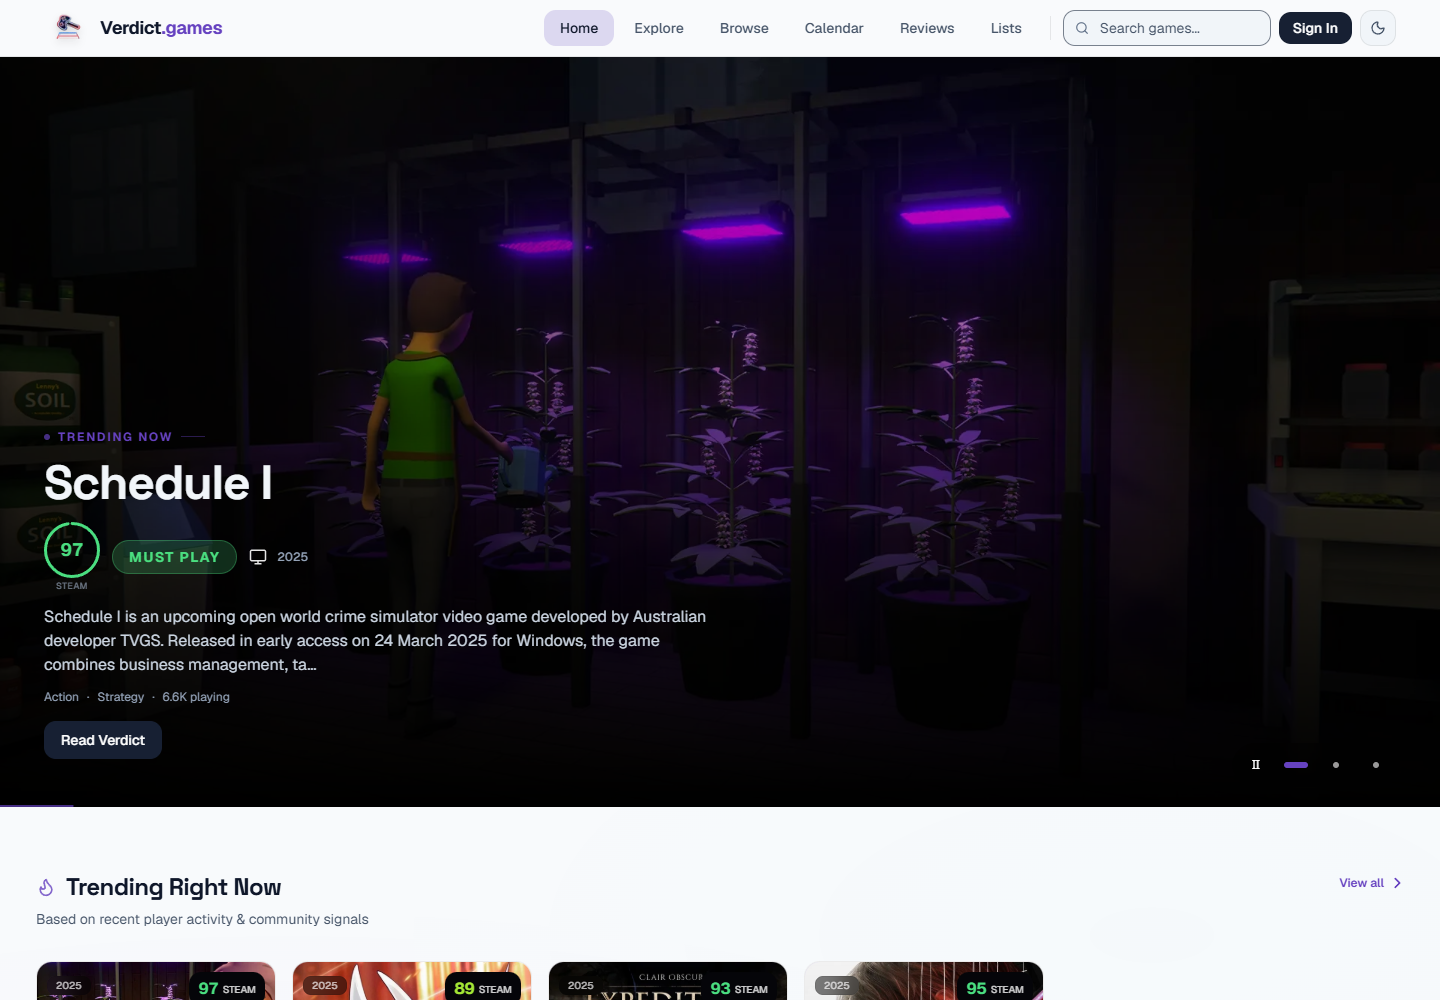 Verdict.games
Home
Explore
Browse
Calendar
Reviews
Lists
Search games...
Sign In
SOIL
TRENDING NOW
Schedule I
97
STEAM
MUST PLAY
2025
Schedule I is an upcoming open world crime simulator video game developed by Australian
developer TVGS. Released in early access on 24 March 2025 for Windows, the game
combines business management, ta...
Action · Strategy · 6.6K playing
Read Verdict
Trending Right Now
View all
Based on recent player activity & community signals
2025
97 STEAM
2025
89 STEAM
2025
CLAIR OBSCUR
93 STEAM
2025
95 STEAM